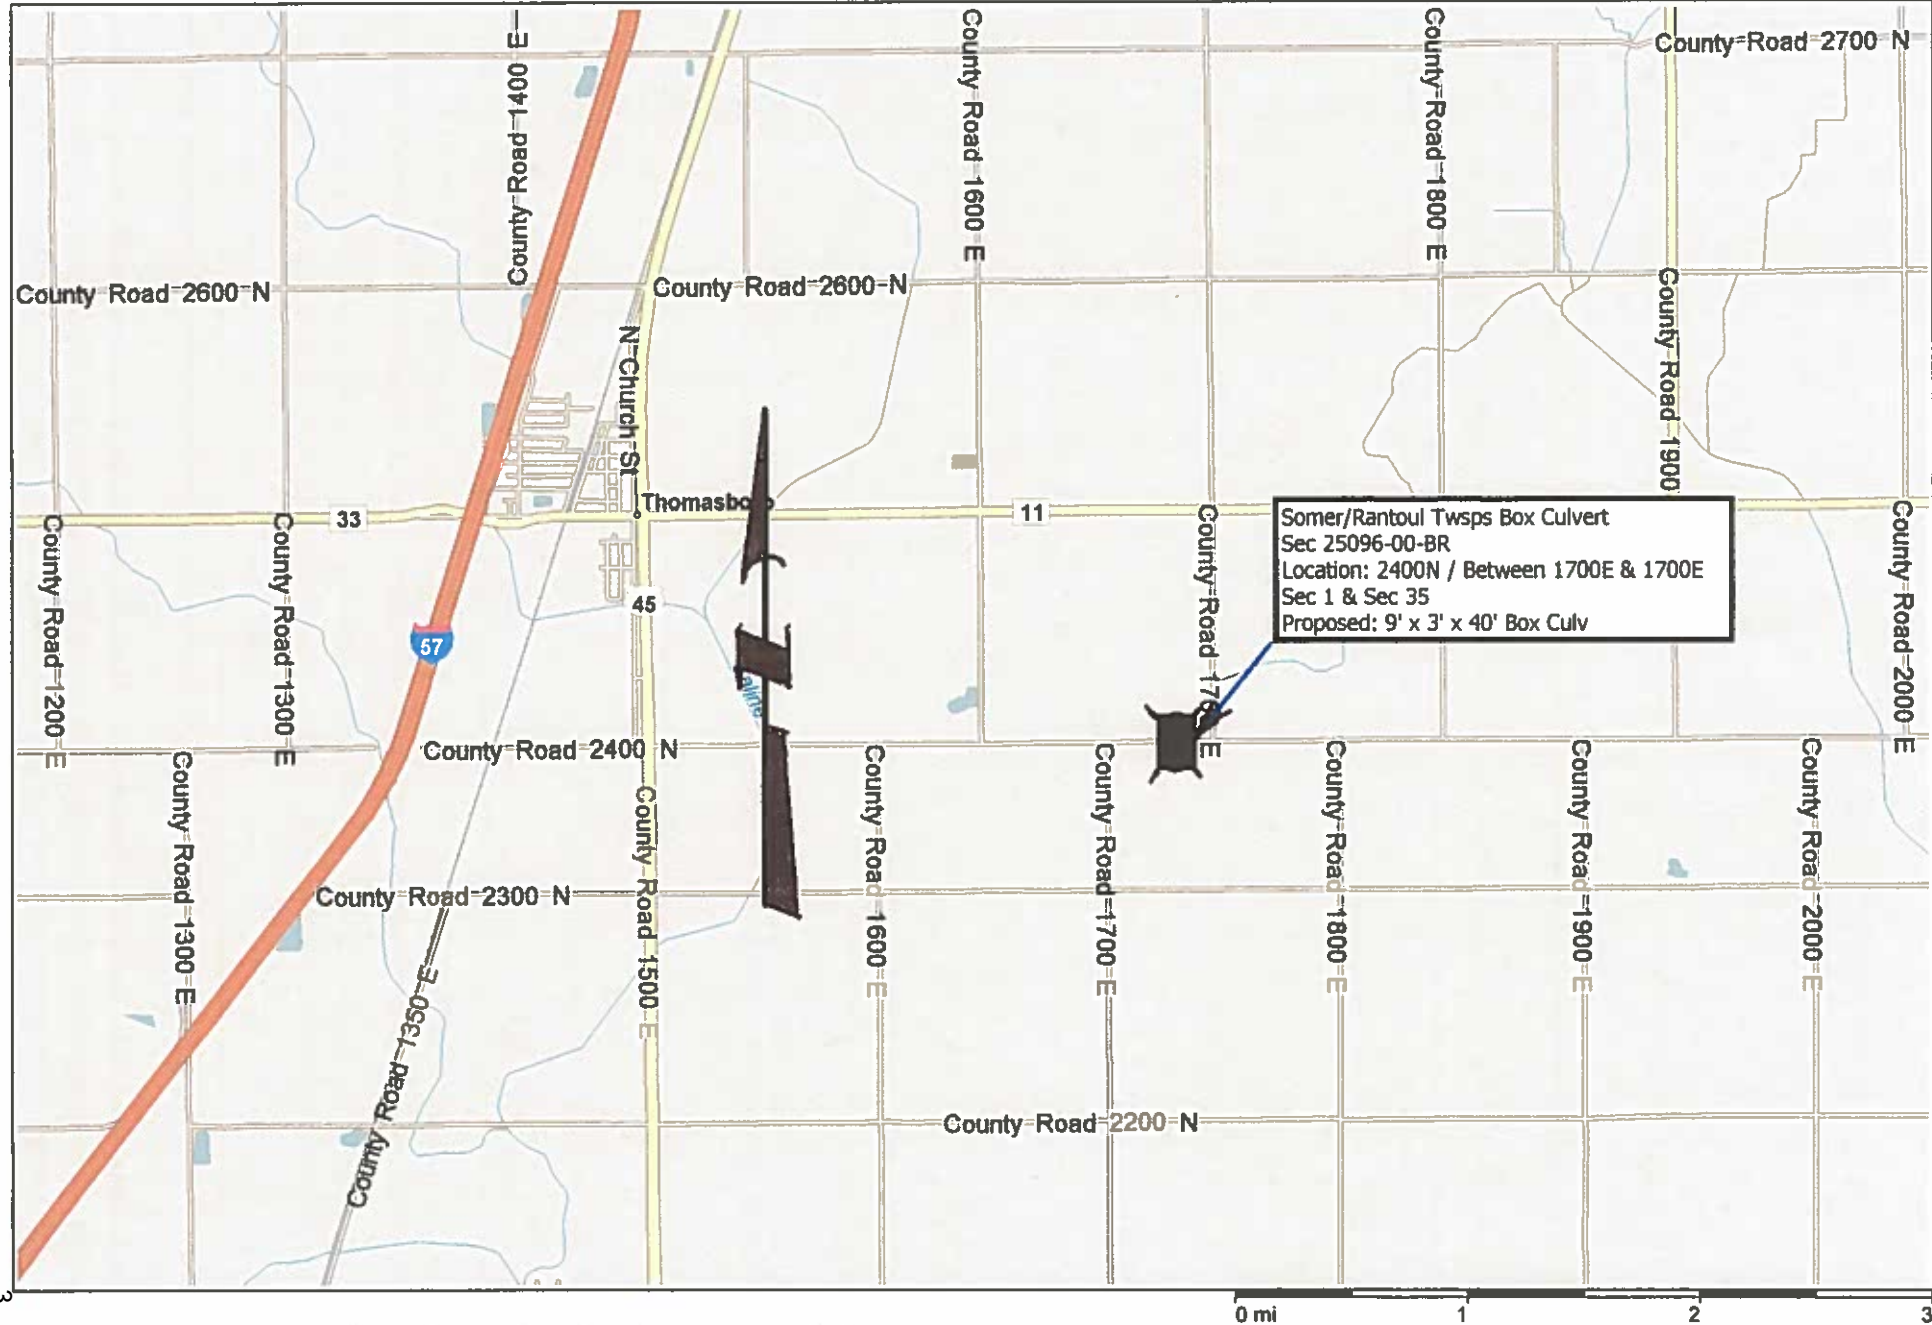 County Road 1400 E
County Road 1600 E
County Road 1800 E
County Road 2700 N
County Road 2600 N
County Road 2600 N
County Road 1900
N Church St
Thomasboro
33
11
County Road 1200 E
County Road 1300 E
County Road 1700 E
County Road 2000 E
Somer/Rantoul Twsps Box Culvert
Sec 25096-00-BR
Location: 2400N / Between 1700E & 1700E
Sec 1 & Sec 35
Proposed: 9' x 3' x 40' Box Culv
45
57
County Road 2400 N
County Road 1300 E
County Road 1500 E
County Road 1600 E
County Road 1700 E
County Road 1800 E
County Road 1900 E
County Road 2000 E
County Road 2300 N
County Road 1350 E
County Road 2200 N
0 mi 1 2 3
3